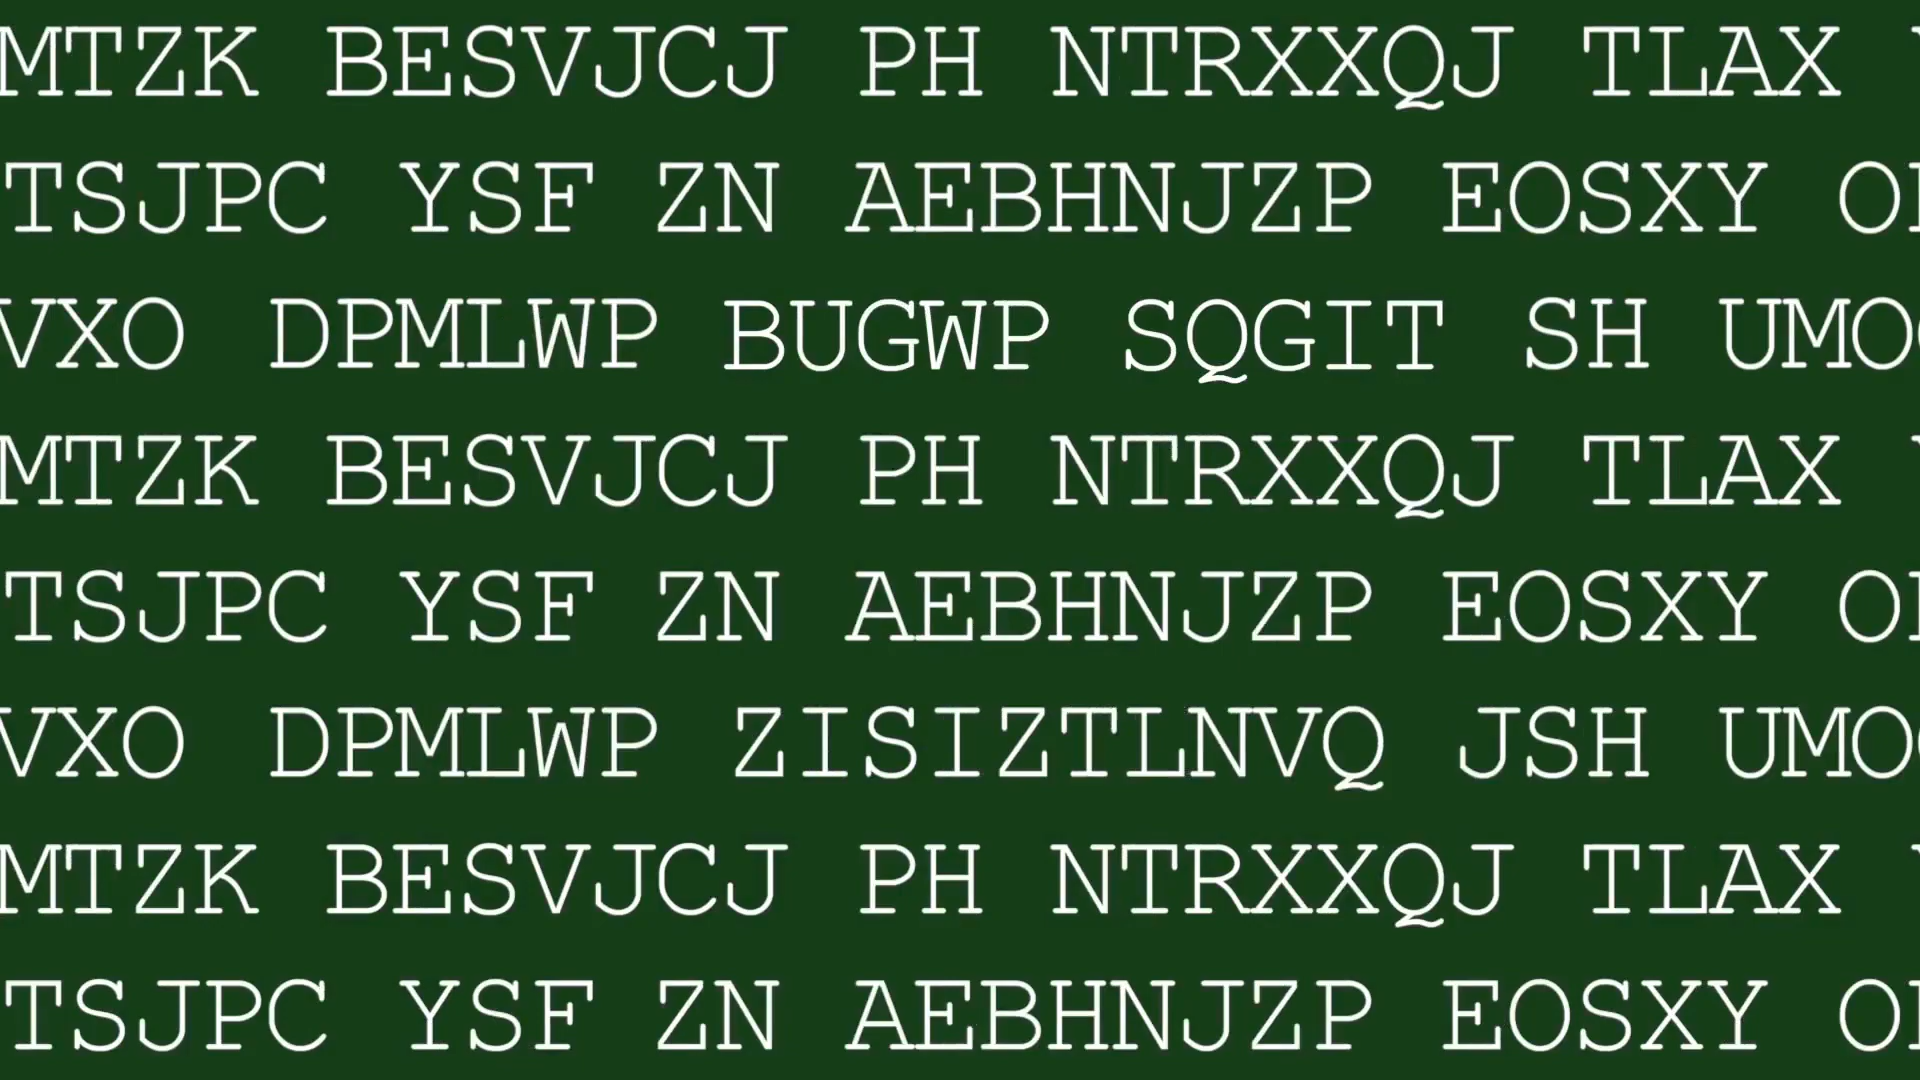 MTZK BESVJCJ PH NTRXXQJ TLAX
TSJPC YSF ZN AEBHNJZP EOSXY
VXO DPMLWP BUGWP SQGIT SH
MTZK BESVJCJ PH NTRXXQJ TLAX
TSJPC YSF ZN AEBHNJZP EOSXY
VXO DPMLWP ZISIZTLNVQ JSH
MTZK BESVJCJ PH NTRXXQJ TLAX
TSJPC YSF ZN AEBHNJZP EOSXY